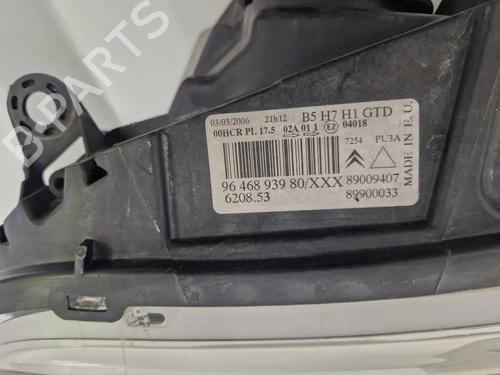 03/03/2006 21h12 B5 H7 H1 GTD
00HCR PL 17.5 02A 01 1 E2 04018
7254 PU3A
96 468 939 80/XXX 89009407
6208.53 89900033
MADE IN E.U.